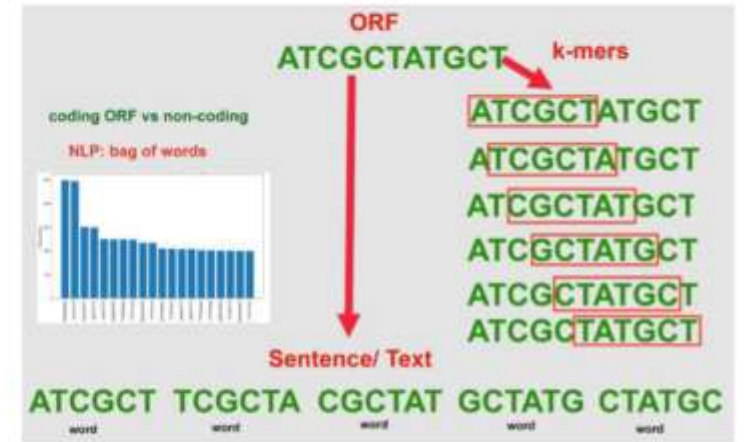 ORF
ATCGCTATGCT
k-mers
coding ORF vs non-coding
NLP: bag of words
ATCGCTATGCT
ATCGCTATGCT
ATCGCTATGCT
ATCGCTATGCT
ATCGCTATGCT
ATCGCTATGCT
Sentence/ Text
ATCGCT TCGCTA CGCTAT GCTATG CTATGC
word word word word word